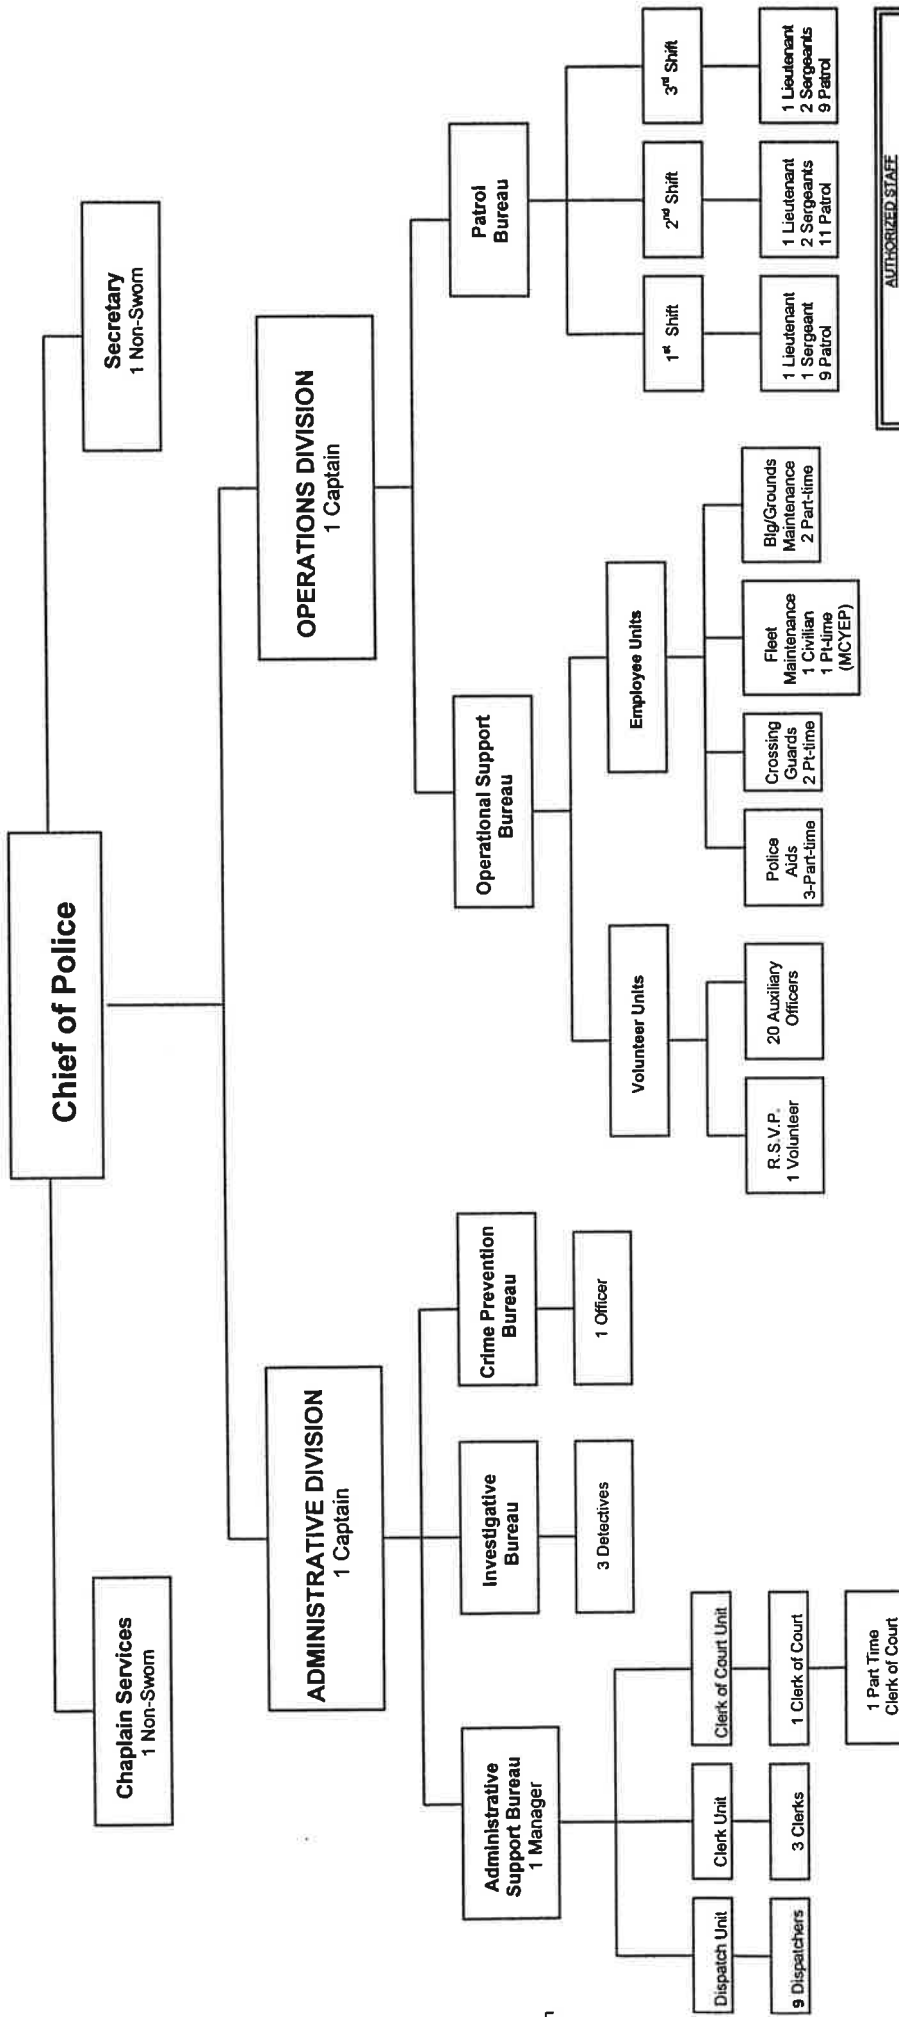 Chief of Police
Chaplain Services
1 Non-Sworn
Secretary
1 Non-Sworn
ADMINISTRATIVE DIVISION
1 Captain
OPERATIONS DIVISION
1 Captain
Administrative
Support Bureau
1 Manager
Investigative
Bureau
Crime Prevention
Bureau
Operational Support
Bureau
Patrol
Bureau
3 Detectives
1 Officer
Volunteer Units
Employee Units
1st Shift
2nd Shift
3rd Shift
Dispatch Unit
Clerk Unit
Clerk of Court Unit
9 Dispatchers
3 Clerks
1 Clerk of Court
1 Part Time
Clerk of Court
R.S.V.P.
1 Volunteer
20 Auxiliary
Officers
Police
Aids
3-Part-time
Crossing
Guards
2 Pt-time
Fleet
Maintenance
1 Civilian
1 Pt-time
(MCYEP)
Blg/Grounds
Maintenance
2 Part-time
1 Lieutenant
1 Sergeant
9 Patrol
1 Lieutenant
2 Sergeants
11 Patrol
1 Lieutenant
2 Sergeants
9 Patrol
AUTHORIZED STAFF